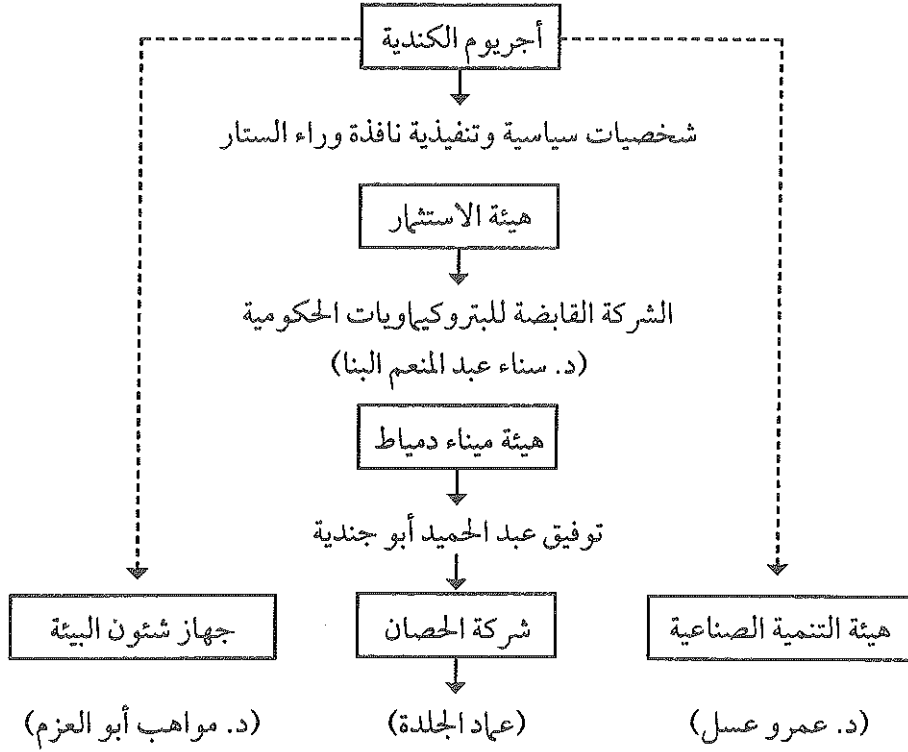 أجريوم الكندية
شخصيات سياسية وتنفيذية نافذة وراء الستار
هيئة الاستثمار
الشركة القابضة للبتروكيماويات الحكومية
(د. سناء عبد المنعم البنا)
هيئة ميناء دمياط
توفيق عبد الحميد أبو جندية
هيئة التنمية الصناعية
شركة الحصان
جهاز شئون البيئة
(د. عمرو عسل)
(عماد الجلدة)
(د. مواهب أبو العزم)